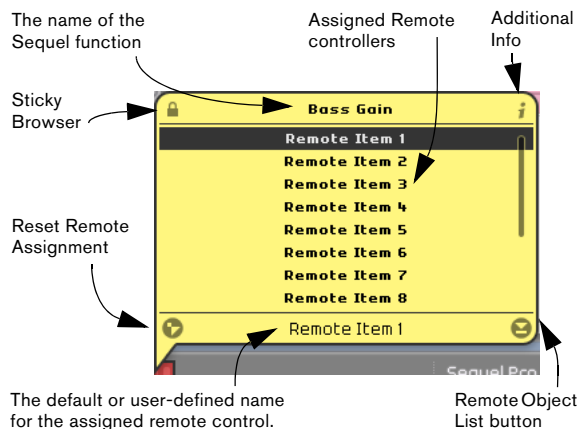 The name of the
Sequel function
Assigned Remote
controllers
Additional
Info
Sticky
Browser
Bass Gain
i
Remote Item 1
Remote Item 2
Remote Item 3
Remote Item 4
Remote Item 5
Remote Item 6
Remote Item 7
Remote Item 8
Reset Remote
Assignment
Remote Item 1
Sequel Pro
The default or user-defined name
for the assigned remote control.
Remote Object
List button